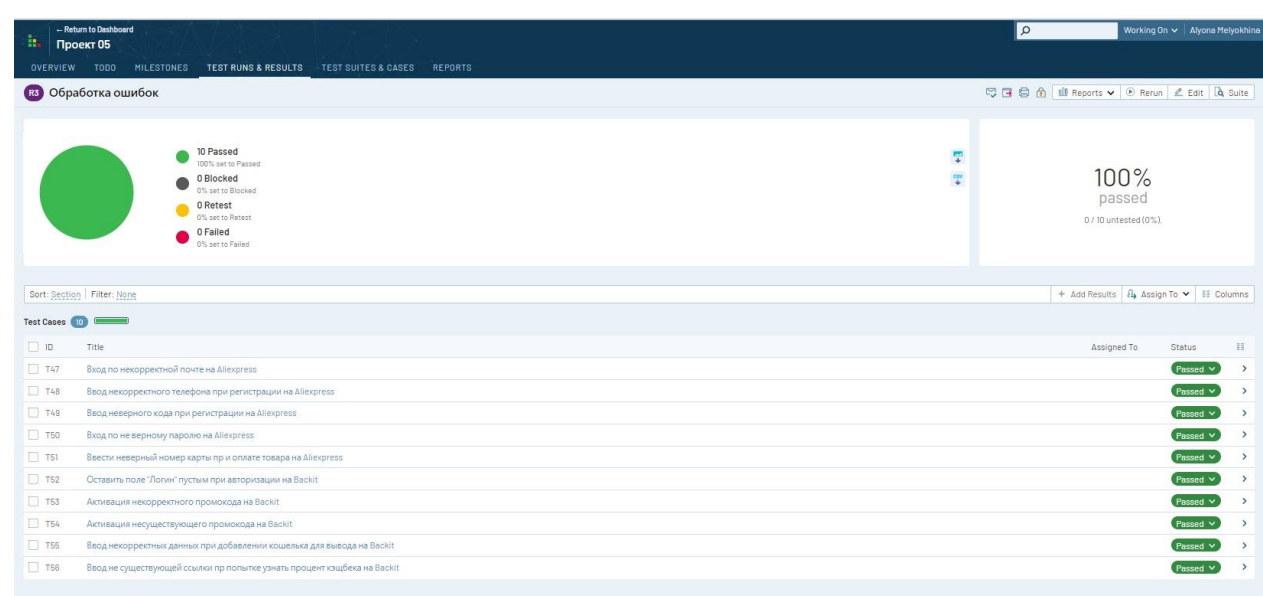 ← Return to Dashboard
Проект 05
Working On Alyona Melyokhina
OVERVIEW TODO MILESTONES TEST RUNS & RESULTS TEST SUITES & CASES REPORTS
R3 Обработка ошибок
Reports Rerun Edit Suite
10 Passed
100% set to Passed
0 Blocked
0% set to Blocked
0 Retest
0% set to Retest
0 Failed
0% set to Failed
CSV
100%
passed
0 / 10 untested (0%).
Sort: Section Filter: None
+ Add Results Assign To Columns
Test Cases 10
ID Title Assigned To Status
T47 Вход по некорректной почте на Aliexpress Passed
T48 Ввод некорректного телефона при регистрации на Aliexpress Passed
T49 Ввод неверного кода при регистрации на Aliexpress Passed
T50 Вход по не верному паролю на Aliexpress Passed
T51 Ввести неверный номер карты пр и оплате товара на Aliexpress Passed
T52 Оставить поле "Логин" пустым при авторизации на Backit Passed
T53 Активация некорректного промокода на Backit Passed
T54 Активация несуществующего промокода на Backit Passed
T55 Ввод некорректных данных при добавлении кошелька для вывода на Backit Passed
T56 Ввод не существующей ссылки пр попытке узнать процент кэщбека на Backit Passed